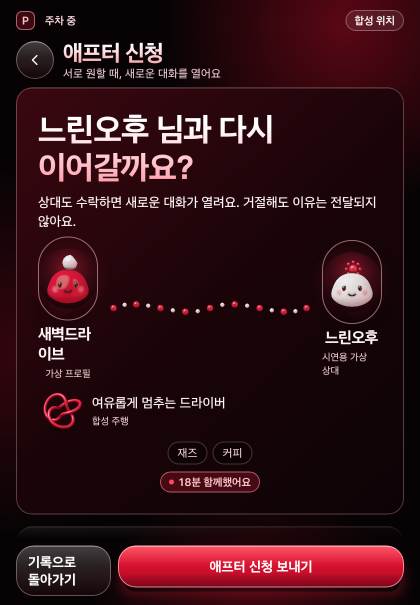 P 주차 중 합성 위치
애프터 신청
서로 원할 때, 새로운 대화를 열어요
느린오후 님과 다시
이어갈까요?
상대도 수락하면 새로운 대화가 열려요. 거절해도 이유는 전달되지
않아요.
새벽드라
이브
가상 프로필
느린오후
시연용 가상
상대
여유롭게 멈추는 드라이버
합성 주행
재즈 커피
18분 함께했어요
기록으로
돌아가기
애프터 신청 보내기